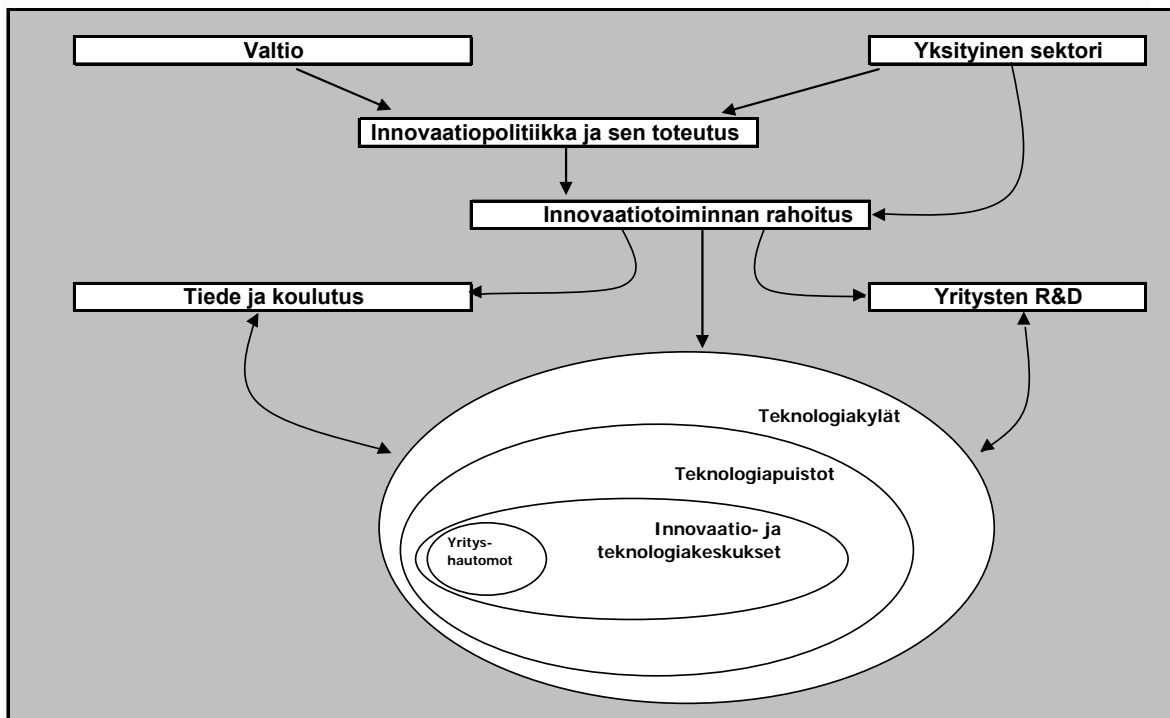 Valtio
Yksityinen sektori
Innovaatiopolitiikka ja sen toteutus
Innovaatiotoiminnan rahoitus
Tiede ja koulutus
Yritysten R&D
Teknologiakylät
Teknologiapuistot
Innovaatio- ja
teknologiakeskukset
Yritys-
hautomot